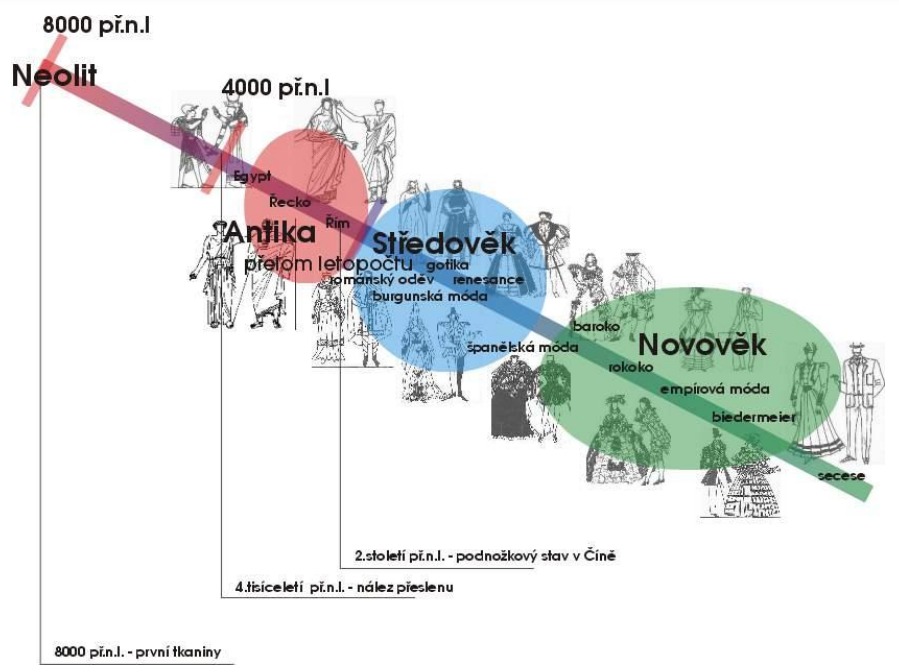 8000 př.n.l
Neolit
4000 př.n.l
Egypt
Řecko
Řím
Antika
přelom letopočtu
Středověk
gotika
románský oděv
renesance
burgunská móda
španělská móda
baroko
Novověk
rokoko
empírová móda
biedermeier
secese
2.století př.n.l. - podnožkový stav v Číně
4.tisíceletí př.n.l. - nález přeslenu
8000 př.n.l. - první tkaniny